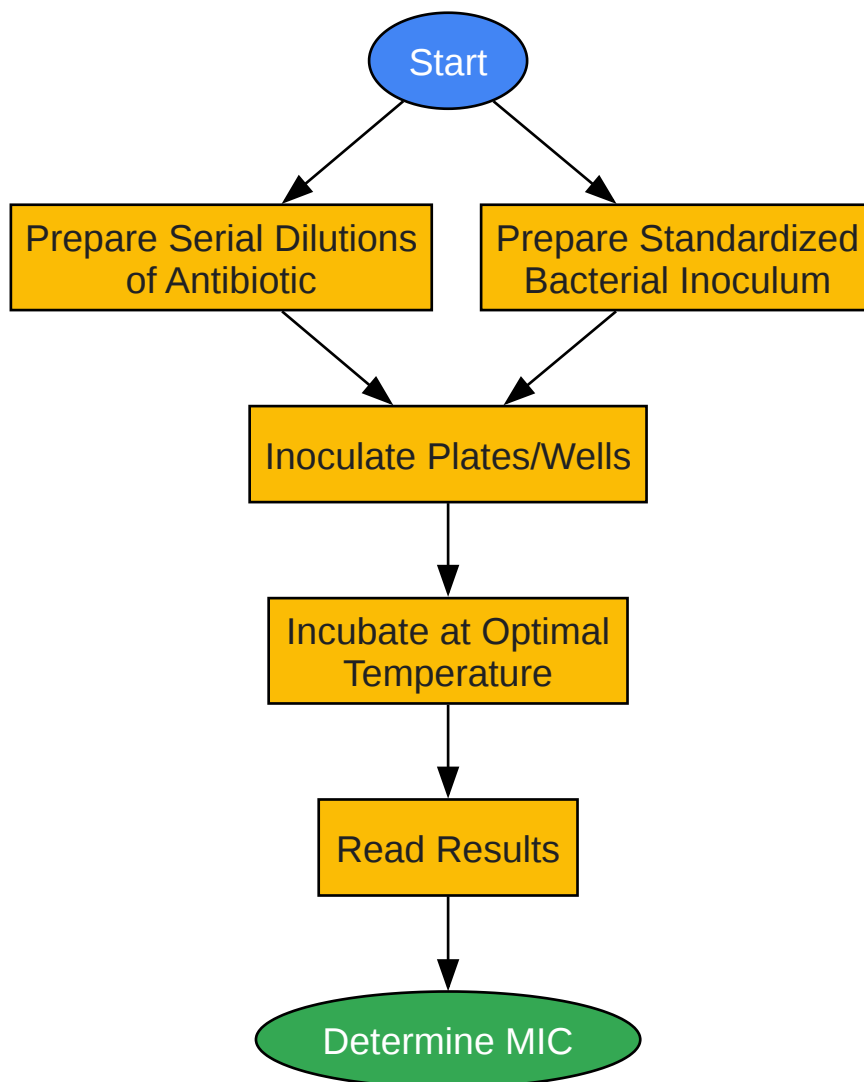 Start
Prepare Serial Dilutions
of Antibiotic
Prepare Standardized
Bacterial Inoculum
Inoculate Plates/Wells
Incubate at Optimal
Temperature
Read Results
Determine MIC